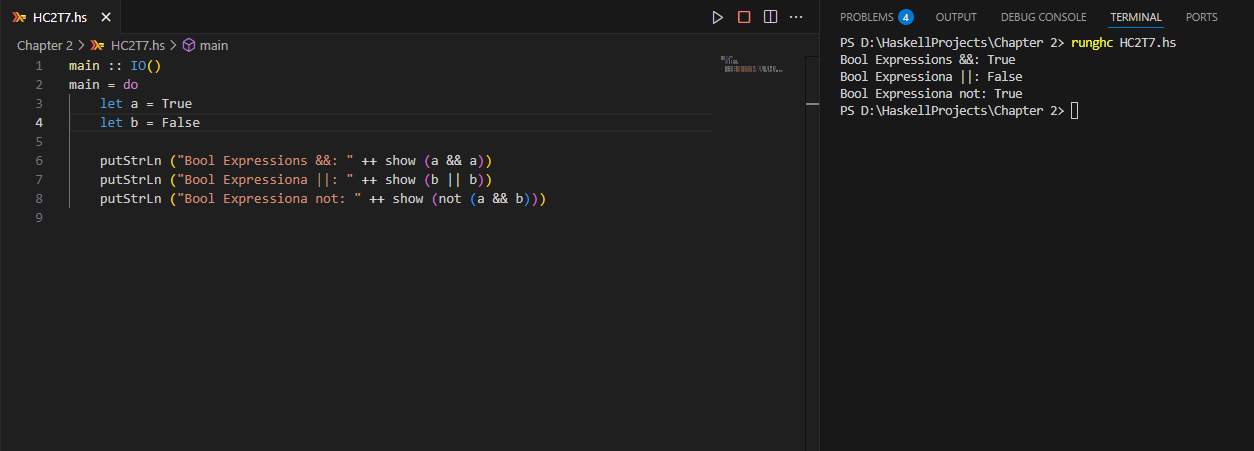 HC2T7.hs
Chapter 2 > HC2T7.hs > main
1 main :: IO()
2 main = do
3     let a = True
4     let b = False
5
6     putStrLn ("Bool Expressions &&: " ++ show (a && a))
7     putStrLn ("Bool Expressiona ||: " ++ show (b || b))
8     putStrLn ("Bool Expressiona not: " ++ show (not (a && b)))
9
PROBLEMS 4 OUTPUT DEBUG CONSOLE TERMINAL PORTS
PS D:\HaskellProjects\Chapter 2> runghc HC2T7.hs
Bool Expressions &&: True
Bool Expressiona ||: False
Bool Expressiona not: True
PS D:\HaskellProjects\Chapter 2>